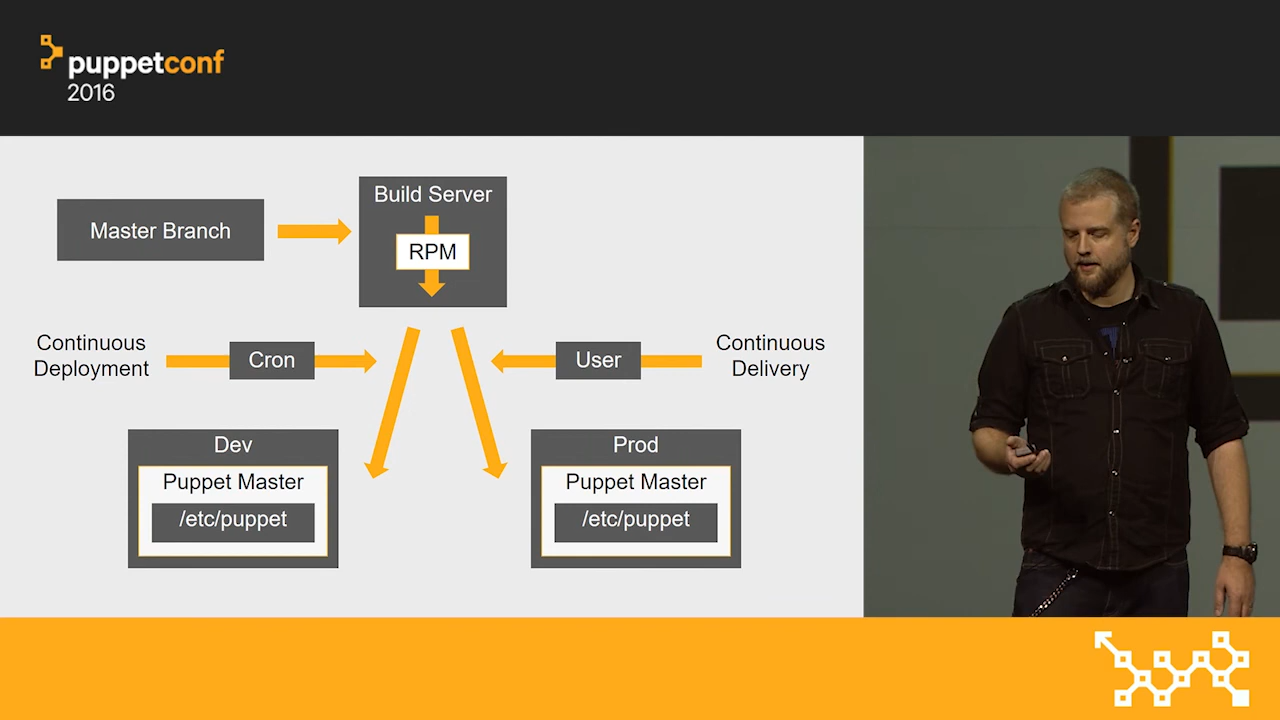 puppetconf
2016
Master Branch
Build Server
RPM
Continuous
Deployment
Cron
User
Continuous
Delivery
Dev
Puppet Master
/etc/puppet
Prod
Puppet Master
/etc/puppet